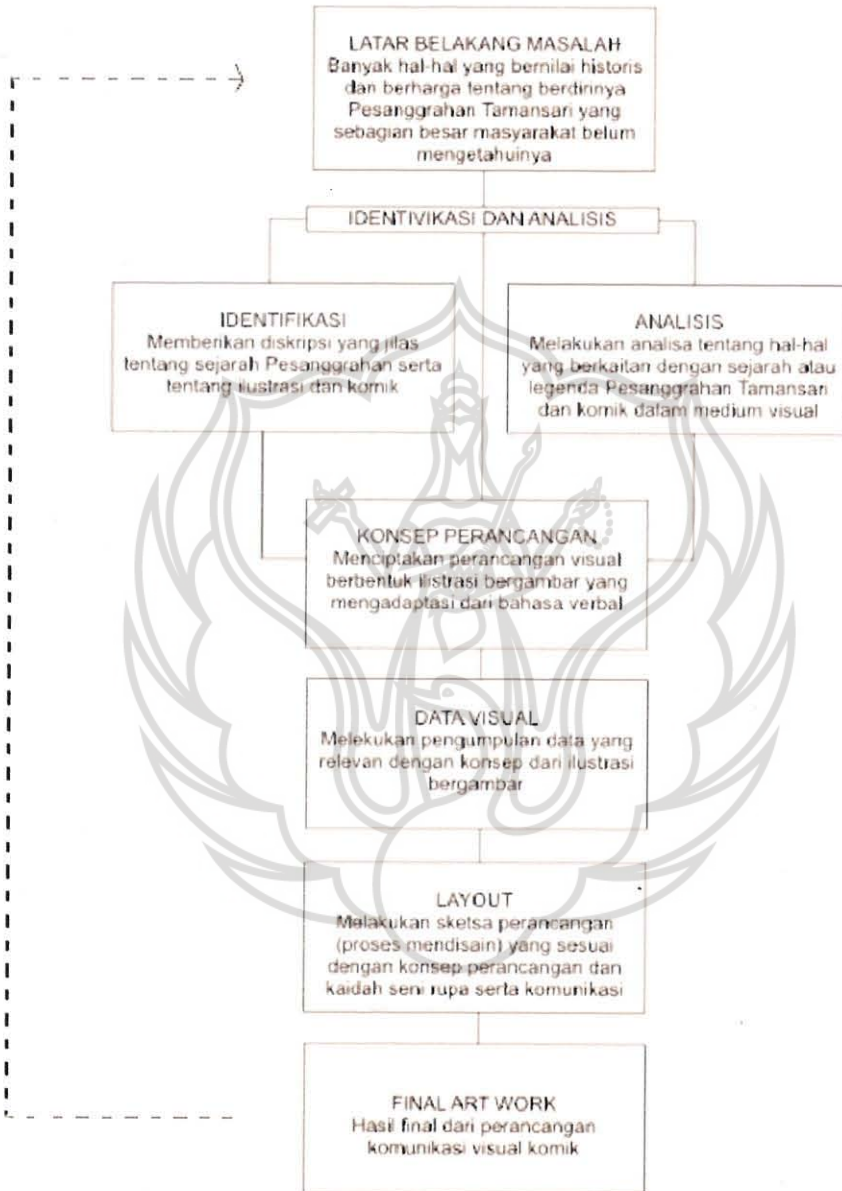 LATAR BELAKANG MASALAH
Banyak hal-hal yang bernilai historis
dan berharga tentang berdirinya
Pesanggrahan Tamansari yang
sebagian besar masyarakat belum
mengetahuinya
IDENTIVIKASI DAN ANALISIS
IDENTIFIKASI
Memberikan diskripsi yang jilas
tentang sejarah Pesanggrahan serta
tentang ilustrasi dan komik
ANALISIS
Melakukan analisa tentang hal-hal
yang berkaitan dengan sejarah atau
legenda Pesanggrahan Tamansari
dan komik dalam medium visual
KONSEP PERANCANGAN
Menciptakan perancangan visual
berbentuk ilistrasi bergambar yang
mengadaptasi dari bahasa verbal
DATA VISUAL
Melekukan pengumpulan data yang
relevan dengan konsep dari ilustrasi
bergambar
LAYOUT
Melakukan sketsa perancangan
(proses mendisain) yang sesuai
dengan konsep perancangan dan
kaidah seni rupa serta komunikasi
FINAL ART WORK
Hasil final dari perancangan
komunikasi visual komik